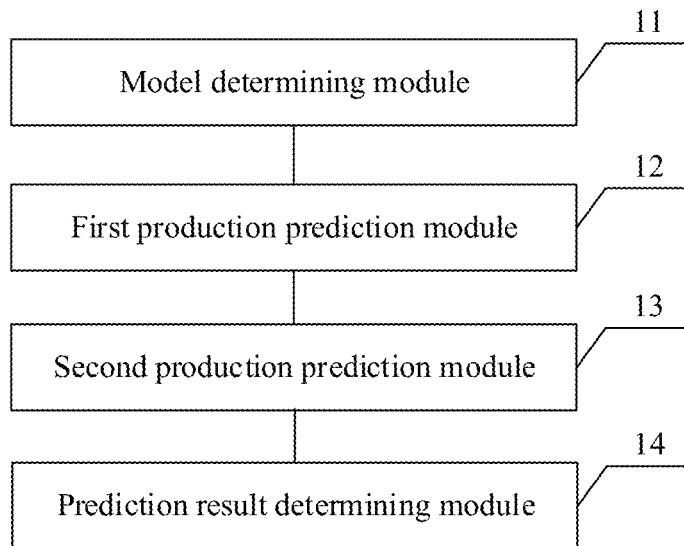 11
Model determining module
12
First production prediction module
13
Second production prediction module
14
Prediction result determining module